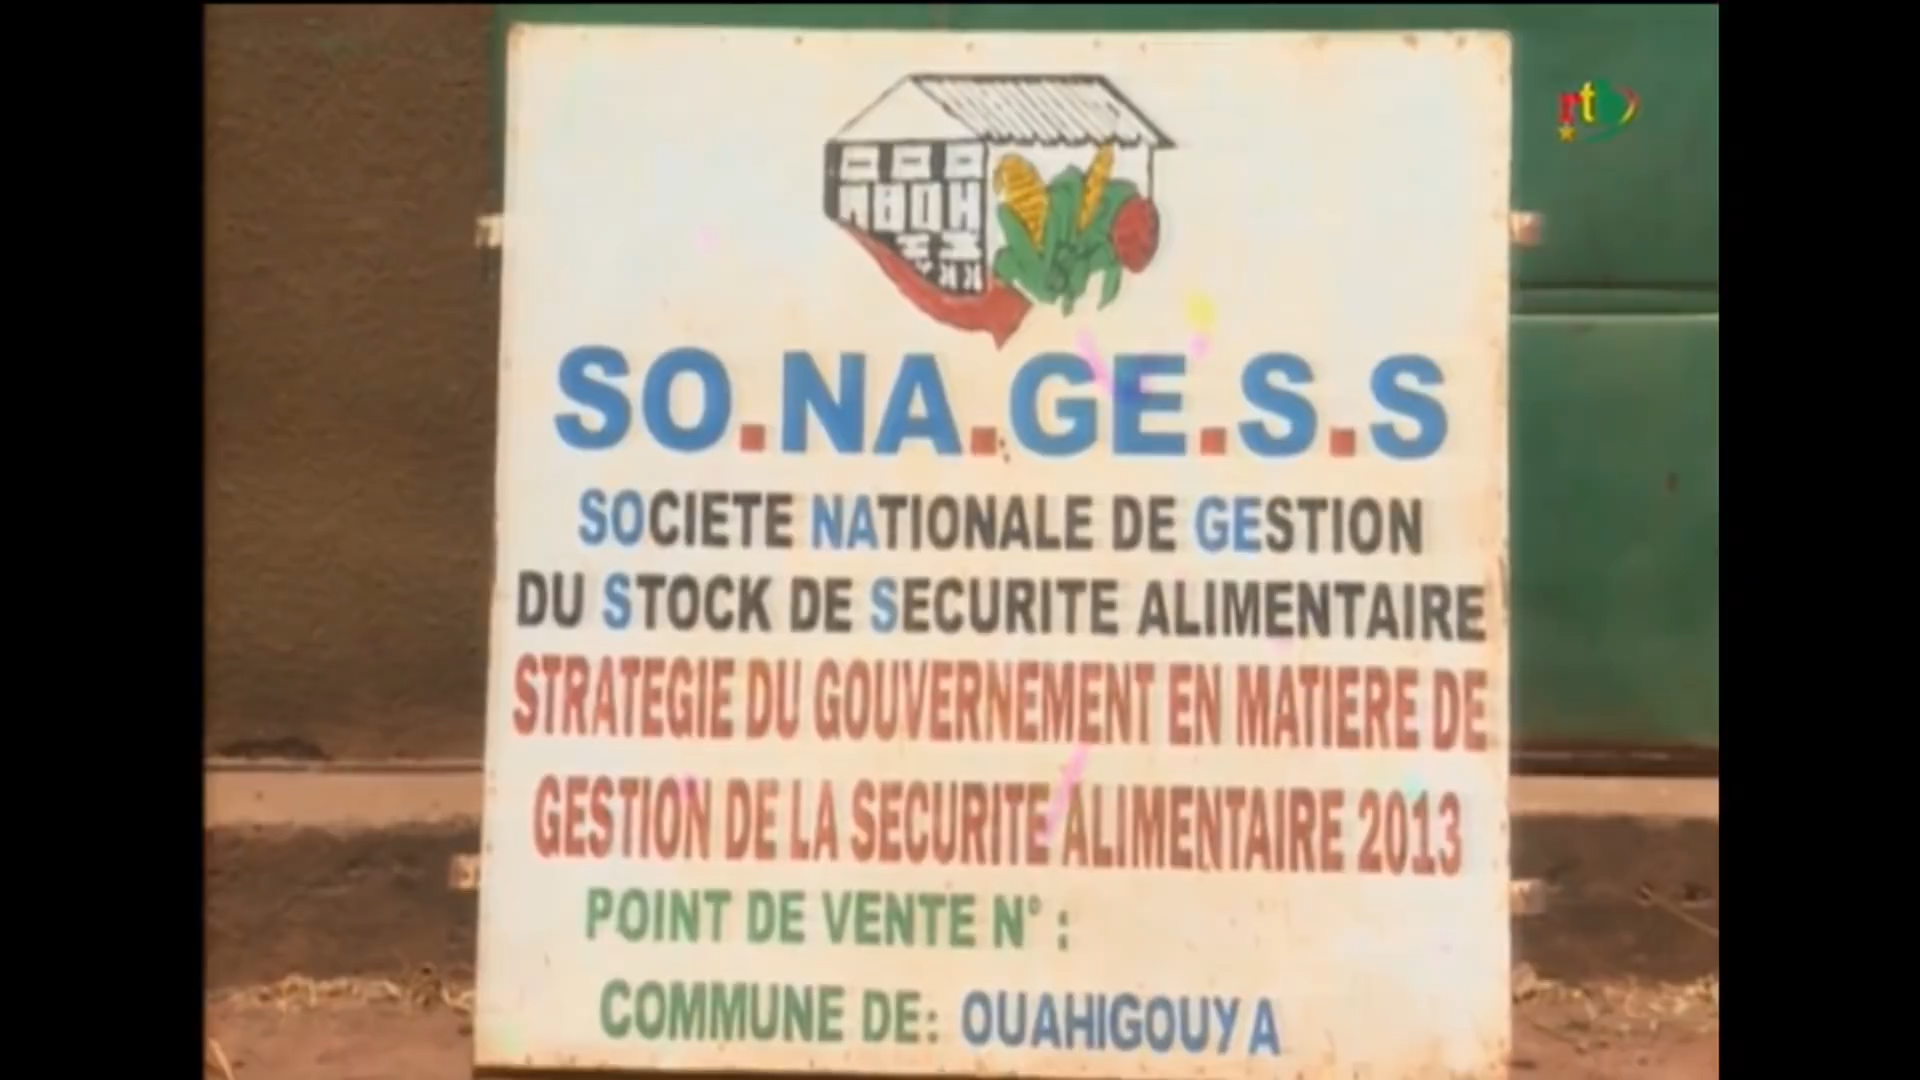 rtb
SO.NA.GE.S.S
SOCIETE NATIONALE DE GESTION
DU STOCK DE SECURITE ALIMENTAIRE
STRATEGIE DU GOUVERNEMENT EN MATIERE DE
GESTION DE LA SECURITE ALIMENTAIRE 2013
POINT DE VENTE N° :
COMMUNE DE: OUAHIGOUYA